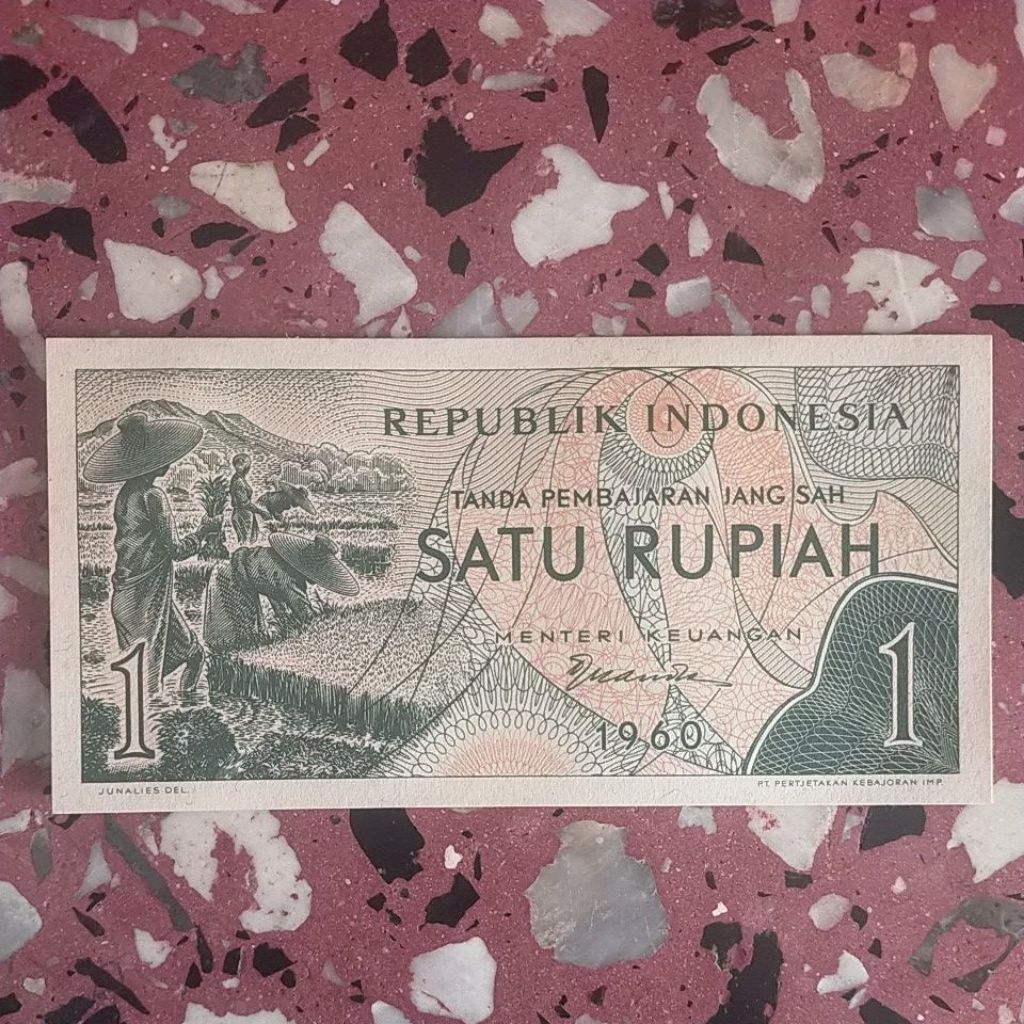 REPUBLIK INDONESIA
TANDA PEMBAJARAN JANG SAH
SATU RUPIAH
MENTERI KEUANGAN
1960
1 1
JUNALIES DEL. PT. PERTJETAKAN KEBAJORAN IMP.